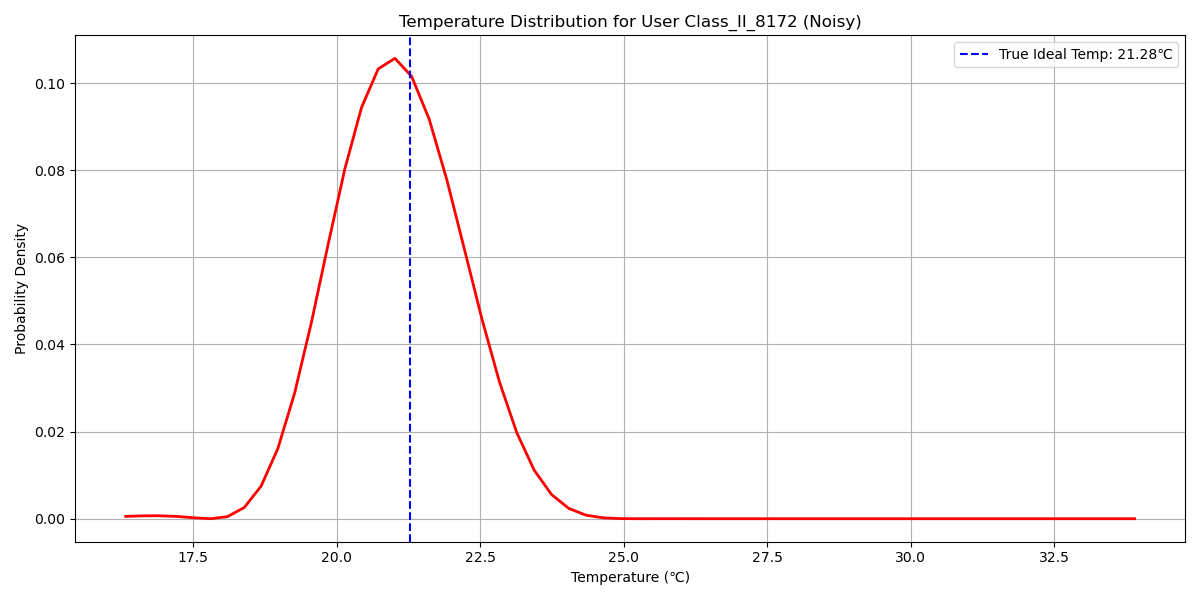 Temperature Distribution for User Class_II_8172 (Noisy)
True Ideal Temp: 21.28℃
Probability Density
0.10
0.08
0.06
0.04
0.02
0.00
17.5 20.0 22.5 25.0 27.5 30.0 32.5
Temperature (℃)